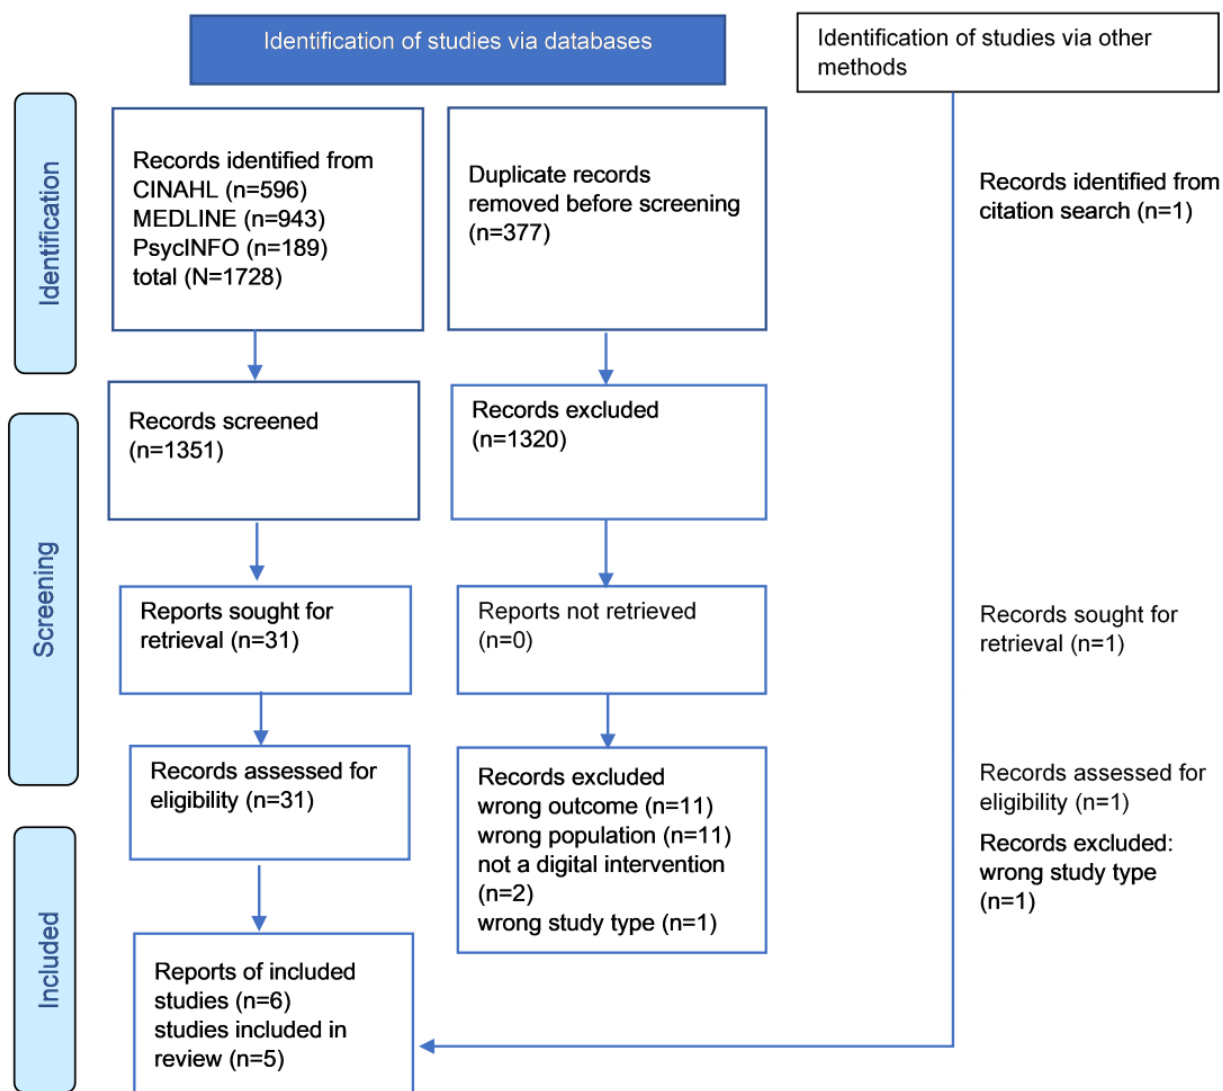 Identification of studies via databases
Identification of studies via other
methods
Identification
Records identified from
CINAHL (n=596)
MEDLINE (n=943)
PsycINFO (n=189)
total (N=1728)
Duplicate records
removed before screening
(n=377)
Records identified from
citation search (n=1)
Screening
Records screened
(n=1351)
Records excluded
(n=1320)
Reports sought for
retrieval (n=31)
Reports not retrieved
(n=0)
Records sought for
retrieval (n=1)
Records assessed for
eligibility (n=31)
Records excluded
wrong outcome (n=11)
wrong population (n=11)
not a digital intervention
(n=2)
wrong study type (n=1)
Records assessed for
eligibility (n=1)
Records excluded:
wrong study type
(n=1)
Included
Reports of included
studies (n=6)
studies included in
review (n=5)